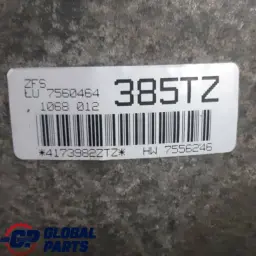 ZFS
LU 7560464
. 1068 012
385TZ
*4173982ZTZ*
HW 7556246
GLOBAL
PARTS